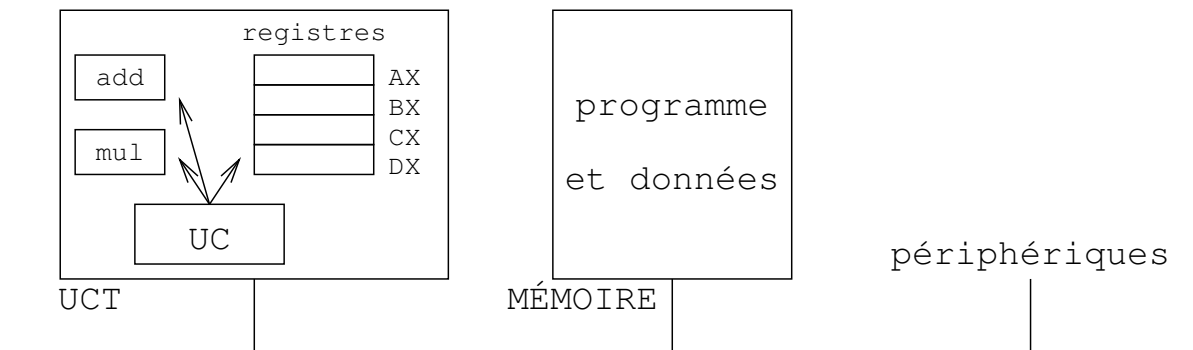 registres
add
AX
BX
CX
DX
mul
UC
UCT
programme
et données
MÉMOIRE
périphériques